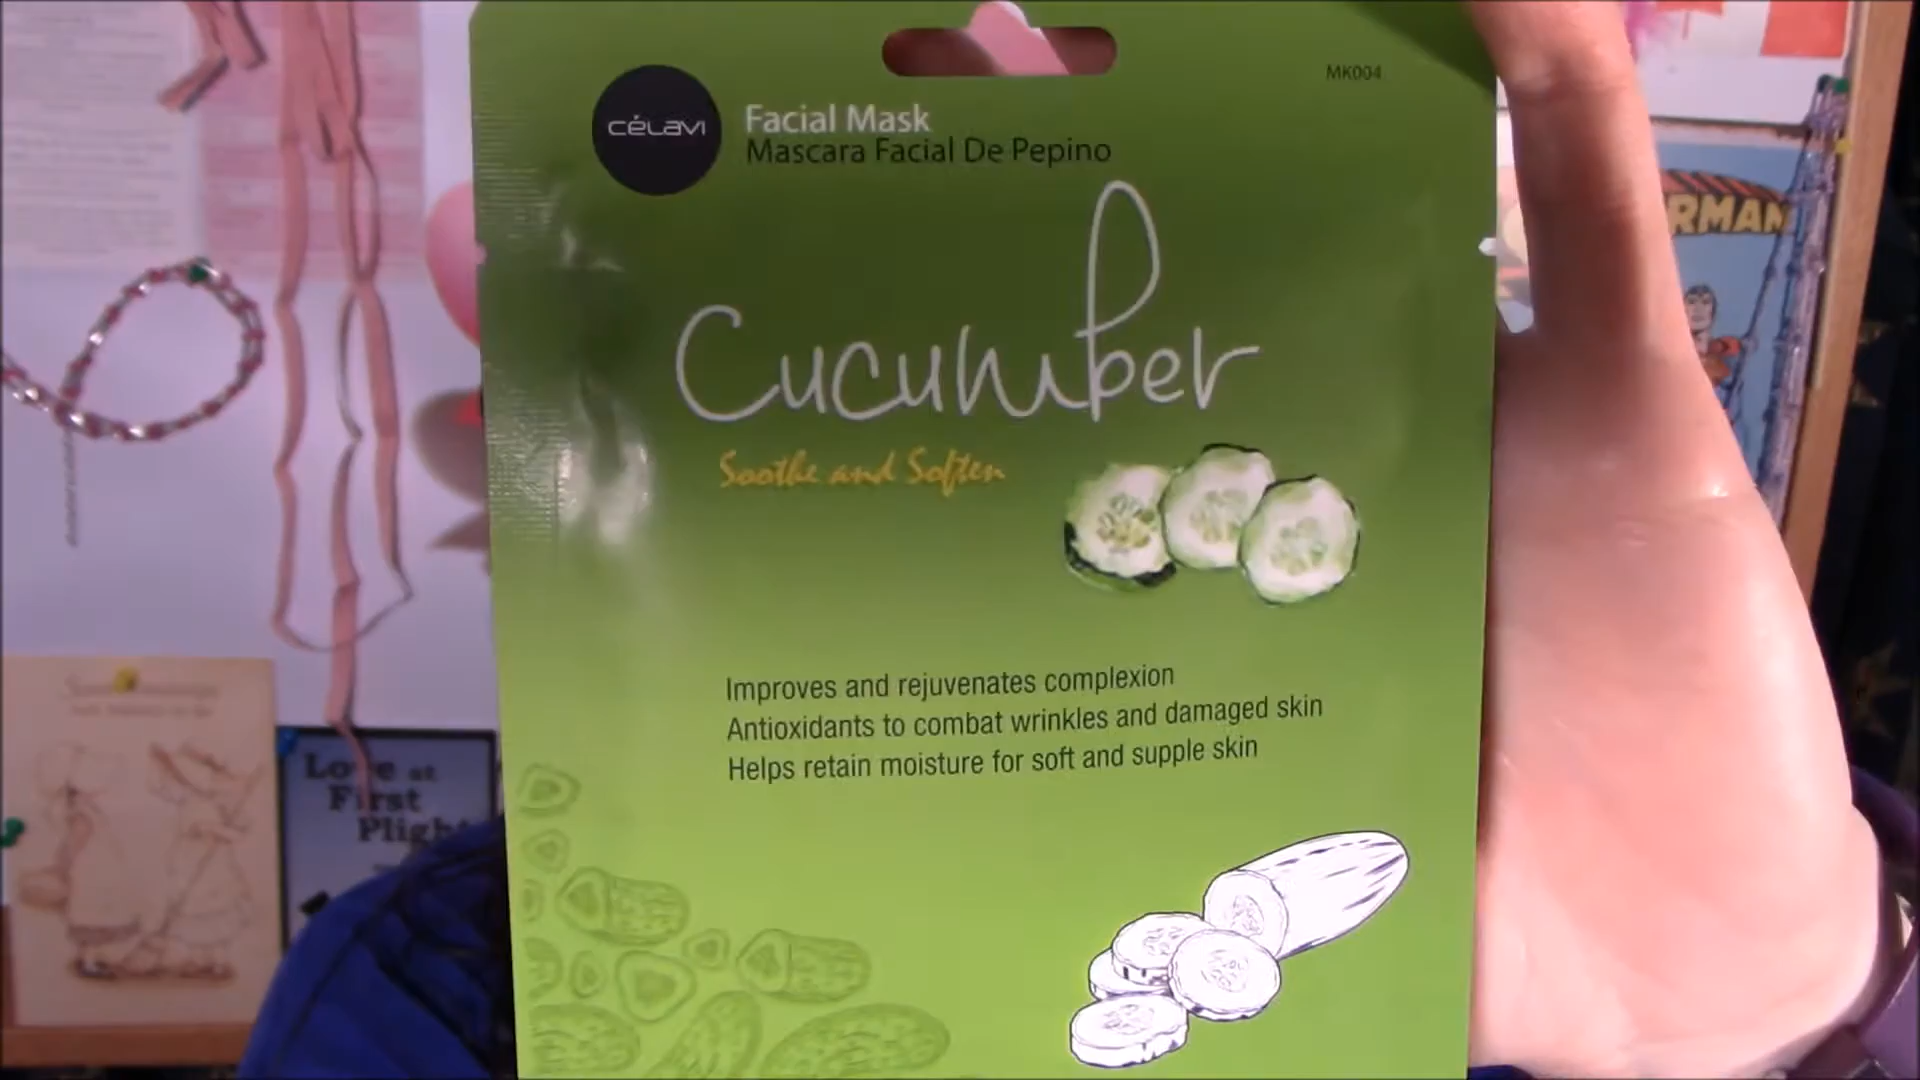 MK004
CÉLAVI
Facial Mask
Mascara Facial De Pepino
Cucumber
Soothe and Soften
Improves and rejuvenates complexion
Antioxidants to combat wrinkles and damaged skin
Helps retain moisture for soft and supple skin
RMAN
Love at
First
Plight